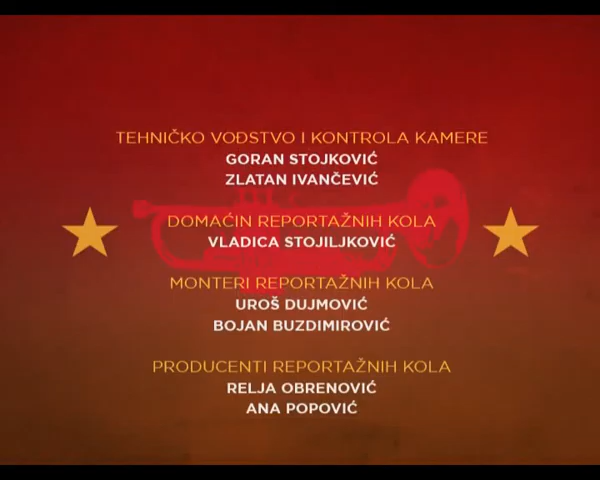 TEHNIČKO VOĐSTVO I KONTROLA KAMERE
GORAN STOJKOVIĆ
ZLATAN IVANČEVIĆ
DOMAĆIN REPORTAŽNIH KOLA
VLADICA STOJILJKOVIĆ
MONTERI REPORTAŽNIH KOLA
UROŠ DUJMOVIĆ
BOJAN BUZDIMIROVIĆ
PRODUCENTI REPORTAŽNIH KOLA
RELJA OBRENOVIĆ
ANA POPOVIĆ